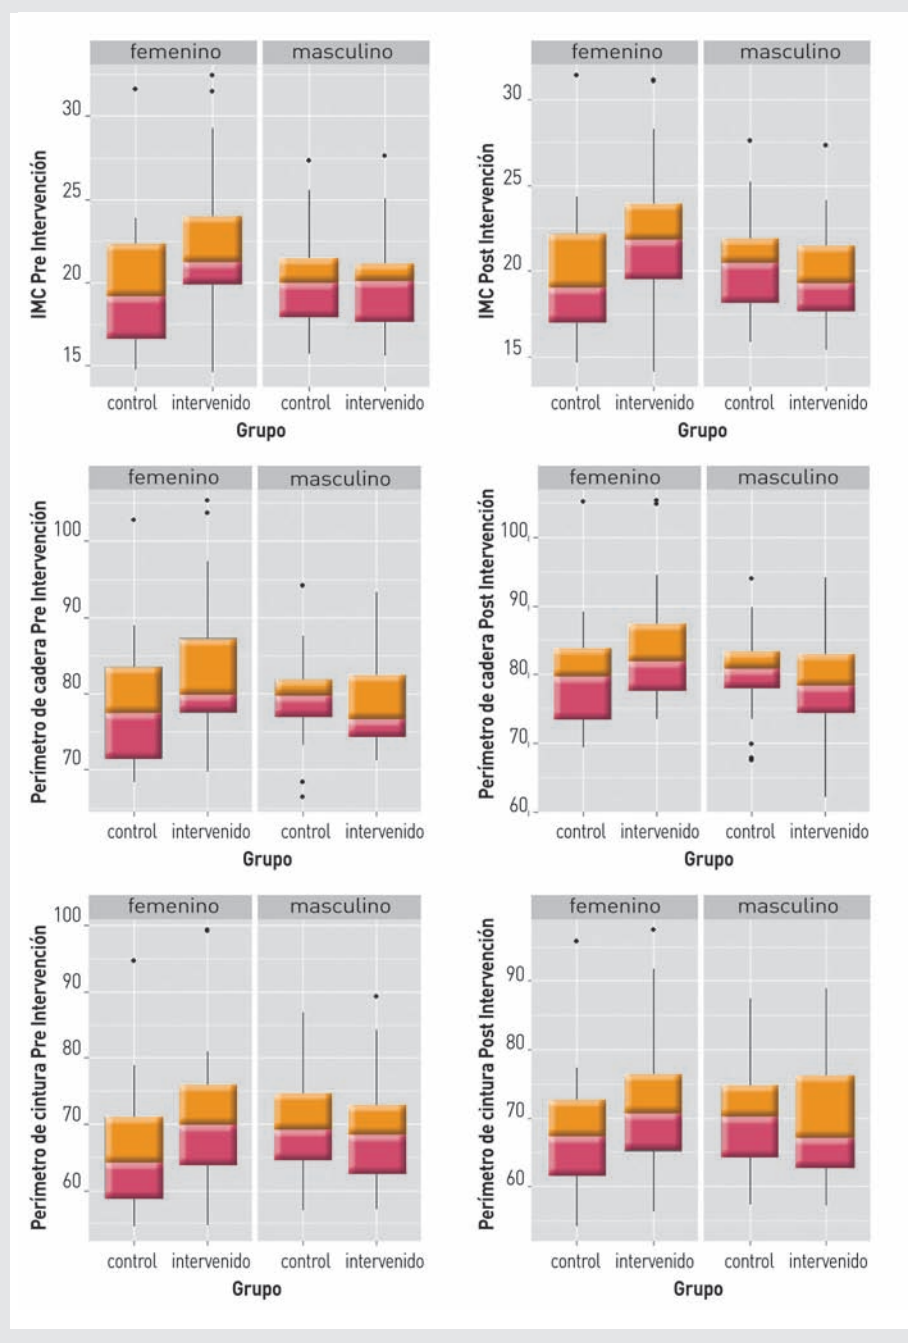 femenino masculino
IMC Pre Intervención
30
25
20
15
control intervenido control intervenido
Grupo
femenino masculino
IMC Post Intervención
30
25
20
15
control intervenido control intervenido
Grupo
femenino masculino
Perímetro de cadera Pre Intervención
100
90
80
70
control intervenido control intervenido
Grupo
femenino masculino
Perímetro de cadera Post Intervención
100
90
80
70
60
control intervenido control intervenido
Grupo
femenino masculino
Perímetro de cintura Pre Intervención
100
90
80
70
60
control intervenido control intervenido
Grupo
femenino masculino
Perímetro de cintura Post Intervención
90
80
70
60
control intervenido control intervenido
Grupo